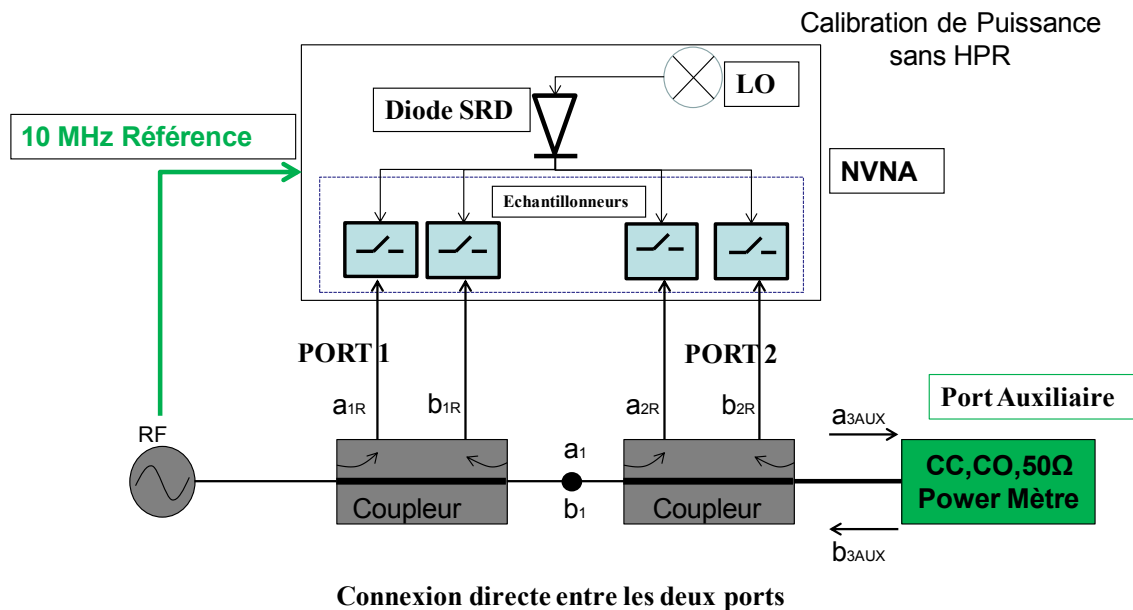 Calibration de Puissance
sans HPR
LO
Diode SRD
10 MHz Référence
NVNA
Echantillonneurs
PORT 1
PORT 2
a1R
b1R
a2R
b2R
Port Auxiliaire
a3AUX
RF
a1
CC,CO,50Ω
Power Mètre
Coupleur
b1
Coupleur
b3AUX
Connexion directe entre les deux ports